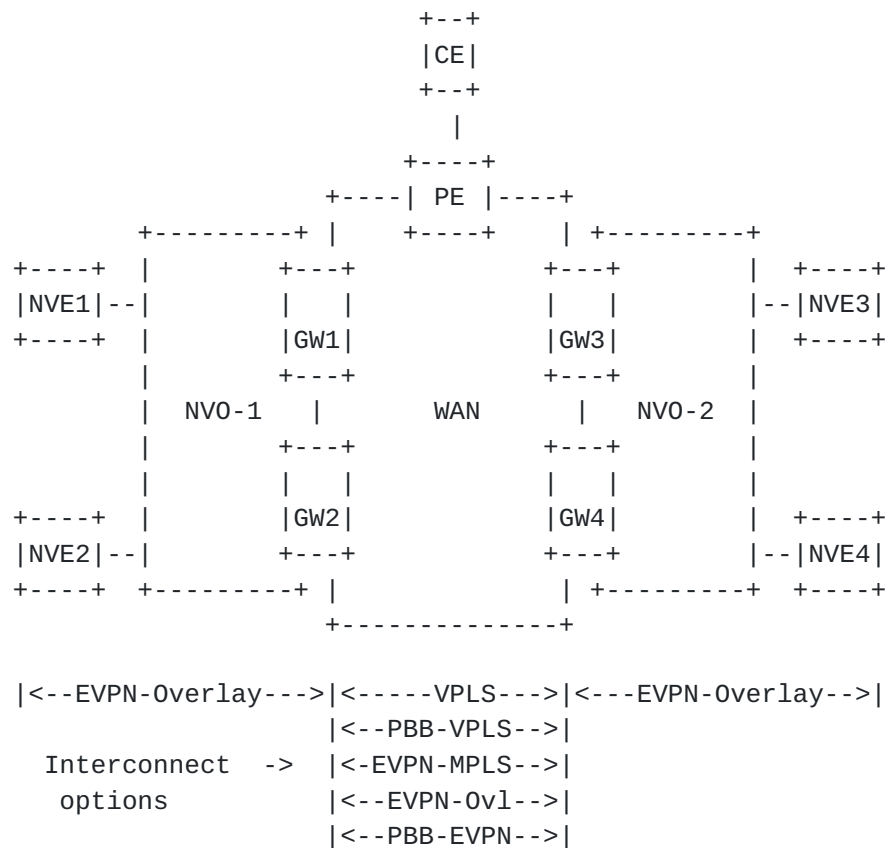 +--+
                           |CE|
                           +--+
                             |
                          +----+
                     +----| PE |----+
         +---------+ |    +----+    | +---------+
+----+   |         +---+            +---+         |  +----+
|NVE1|--|         |   |            |   |         |--|NVE3|
+----+   |         |GW1|            |GW3|         |  +----+
         |         +---+            +---+         |
         |  NVO-1   |       WAN       |   NVO-2  |
         |         +---+            +---+         |
         |         |   |            |   |         |
+----+   |         |GW2|            |GW4|         |  +----+
|NVE2|--|         +---+            +---+         |--|NVE4|
+----+  +---------+ |               | +---------+  +----+
                     +--------------+

|<--EVPN-Overlay--->|<-----VPLS--->|<---EVPN-Overlay-->|
                     |<--PBB-VPLS-->|
  Interconnect  ->   |<-EVPN-MPLS-->|
   options           |<--EVPN-Ovl-->|
                     |<--PBB-EVPN-->|